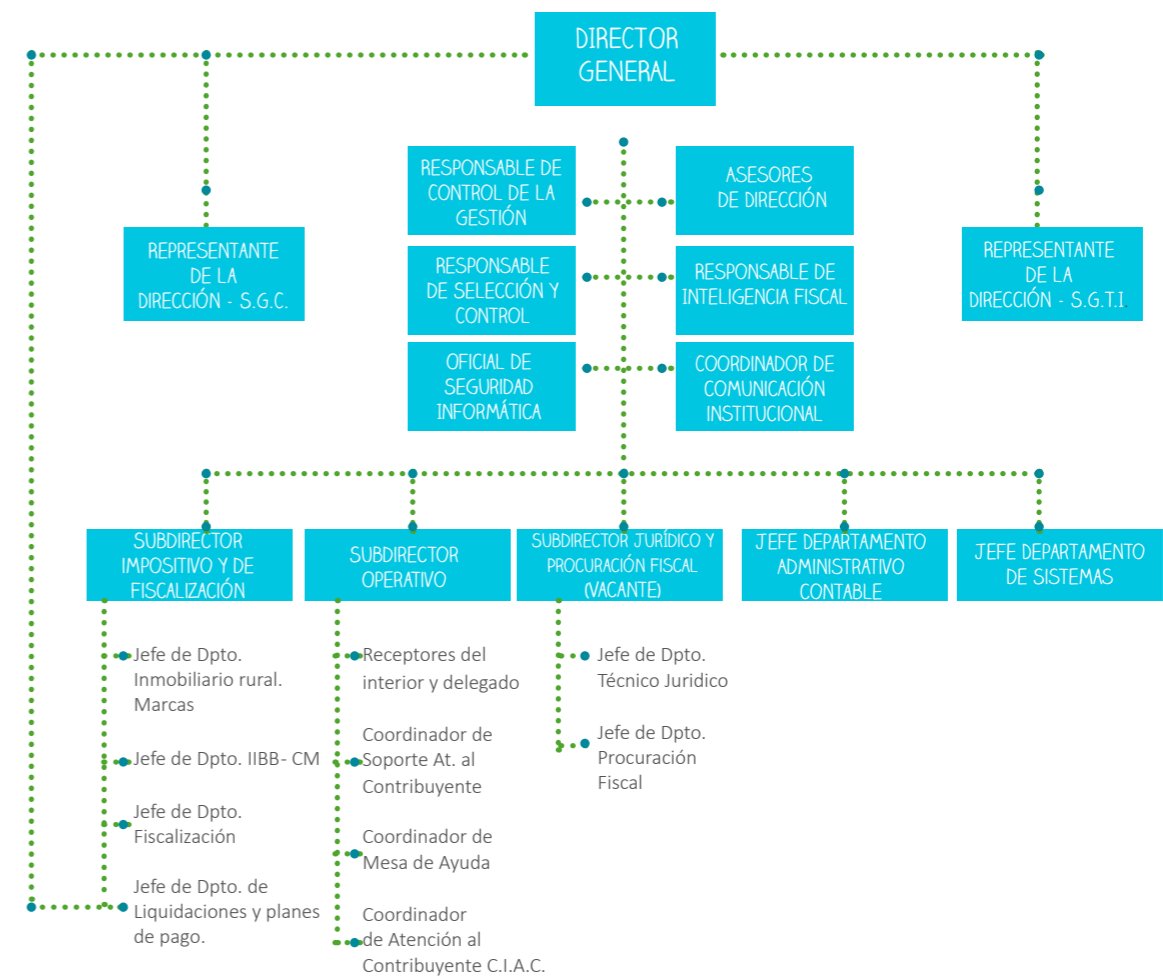 DIRECTOR
GENERAL
RESPONSABLE DE
CONTROL DE LA
GESTIÓN
ASESORES
DE DIRECCIÓN
REPRESENTANTE
DE LA
DIRECCIÓN - S.G.C.
RESPONSABLE
DE SELECCIÓN Y
CONTROL
RESPONSABLE DE
INTELIGENCIA FISCAL
REPRESENTANTE
DE LA
DIRECCIÓN - S.G.T.I.
OFICIAL DE
SEGURIDAD
INFORMÁTICA
COORDINADOR DE
COMUNICACIÓN
INSTITUCIONAL
SUBDIRECTOR
IMPOSITIVO Y DE
FISCALIZACIÓN
SUBDIRECTOR
OPERATIVO
SUBDIRECTOR JURÍDICO Y
PROCURACIÓN FISCAL
(VACANTE)
JEFE DEPARTAMENTO
ADMINISTRATIVO
CONTABLE
JEFE DEPARTAMENTO
DE SISTEMAS
Jefe de Dpto.
Inmobiliario rural.
Marcas
Jefe de Dpto. IIBB- CM
Jefe de Dpto.
Fiscalización
Jefe de Dpto. de
Liquidaciones y planes
de pago.
Receptores del
interior y delegado
Coordinador de
Soporte At. al
Contribuyente
Coordinador de
Mesa de Ayuda
Coordinador
de Atención al
Contribuyente C.I.A.C.
Jefe de Dpto.
Técnico Juridico
Jefe de Dpto.
Procuración
Fiscal